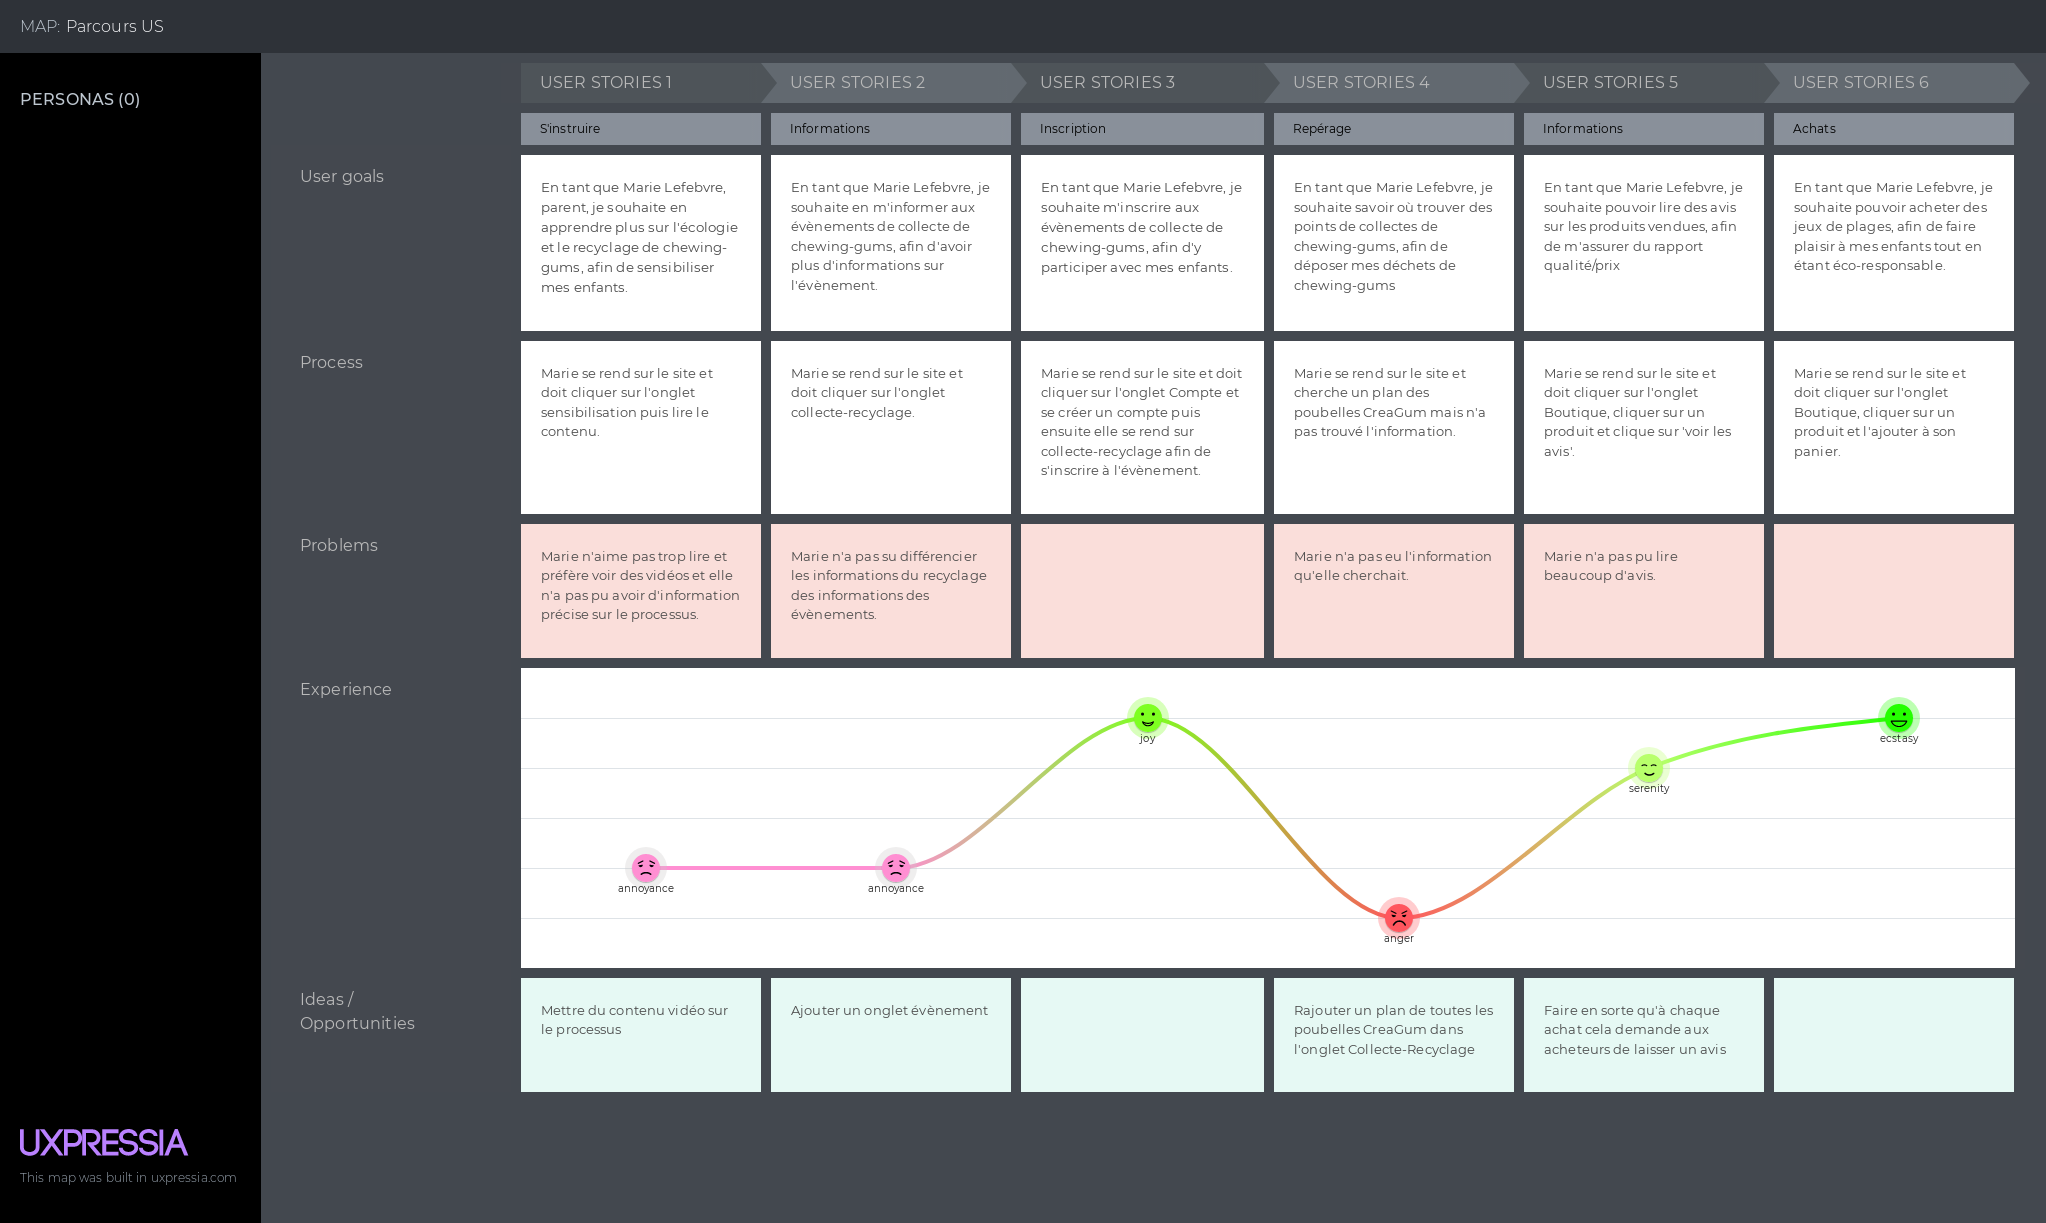 MAP: Parcours US
PERSONAS (0)
USER STORIES 1
USER STORIES 2
USER STORIES 3
USER STORIES 4
USER STORIES 5
USER STORIES 6
S'instruire
Informations
Inscription
Repérage
Informations
Achats
User goals
En tant que Marie Lefebvre,
parent, je souhaite en
apprendre plus sur l'écologie
et le recyclage de chewing-
gums, afin de sensibiliser
mes enfants.
En tant que Marie Lefebvre, je
souhaite en m'informer aux
évènements de collecte de
chewing-gums, afin d'avoir
plus d'informations sur
l'évènement.
En tant que Marie Lefebvre, je
souhaite m'inscrire aux
évènements de collecte de
chewing-gums, afin d'y
participer avec mes enfants.
En tant que Marie Lefebvre, je
souhaite savoir où trouver des
points de collectes de
chewing-gums, afin de
déposer mes déchets de
chewing-gums
En tant que Marie Lefebvre, je
souhaite pouvoir lire des avis
sur les produits vendues, afin
de m'assurer du rapport
qualité/prix
En tant que Marie Lefebvre, je
souhaite pouvoir acheter des
jeux de plages, afin de faire
plaisir à mes enfants tout en
étant éco-responsable.
Process
Marie se rend sur le site et
doit cliquer sur l'onglet
sensibilisation puis lire le
contenu.
Marie se rend sur le site et
doit cliquer sur l'onglet
collecte-recyclage.
Marie se rend sur le site et doit
cliquer sur l'onglet Compte et
se créer un compte puis
ensuite elle se rend sur
collecte-recyclage afin de
s'inscrire à l'évènement.
Marie se rend sur le site et
cherche un plan des
poubelles CreaGum mais n'a
pas trouvé l'information.
Marie se rend sur le site et
doit cliquer sur l'onglet
Boutique, cliquer sur un
produit et clique sur 'voir les
avis'.
Marie se rend sur le site et
doit cliquer sur l'onglet
Boutique, cliquer sur un
produit et l'ajouter à son
panier.
Problems
Marie n'aime pas trop lire et
préfère voir des vidéos et elle
n'a pas pu avoir d'information
précise sur le processus.
Marie n'a pas su différencier
les informations du recyclage
des informations des
évènements.
Marie n'a pas eu l'information
qu'elle cherchait.
Marie n'a pas pu lire
beaucoup d'avis.
Experience
annoyance
annoyance
joy
anger
serenity
ecstasy
Ideas /
Opportunities
Mettre du contenu vidéo sur
le processus
Ajouter un onglet évènement
Rajouter un plan de toutes les
poubelles CreaGum dans
l'onglet Collecte-Recyclage
Faire en sorte qu'à chaque
achat cela demande aux
acheteurs de laisser un avis
UXPRESSIA
This map was built in uxpressia.com